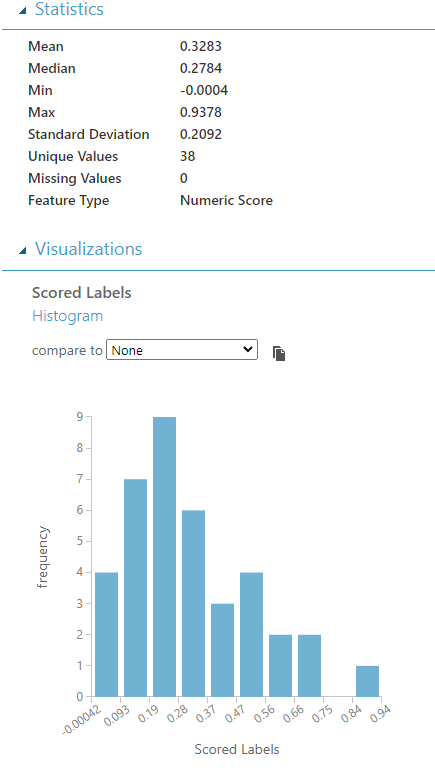 Statistics
Mean 0.3283
Median 0.2784
Min -0.0004
Max 0.9378
Standard Deviation 0.2092
Unique Values 38
Missing Values 0
Feature Type Numeric Score
Visualizations
Scored Labels
Histogram
compare to None
9
8
7
6
5
4
3
2
1
0
frequency
-0.00042 0.093 0.19 0.28 0.37 0.47 0.56 0.66 0.75 0.84 0.94
Scored Labels